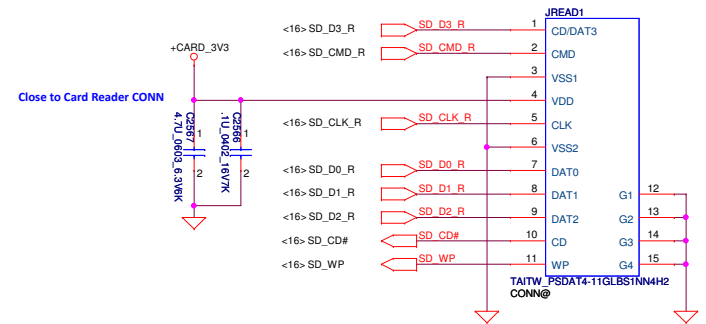 JREAD1
<16> SD_D3_R SD_D3_R 1 CD/DAT3
<16> SD_CMD_R SD_CMD_R 2 CMD
+CARD_3V3
3 VSS1
Close to Card Reader CONN
4 VDD
C2567
4.7U_0603_6.3V6K
1
2
C2566
.1U_0402_16V7K
1
2
<16> SD_CLK_R SD_CLK_R 5 CLK
6 VSS2
<16> SD_D0_R SD_D0_R 7 DAT0
<16> SD_D1_R SD_D1_R 8 DAT1 G1 12
<16> SD_D2_R SD_D2_R 9 DAT2 G2 13
<16> SD_CD# SD_CD# 10 CD G3 14
<16> SD_WP SD_WP 11 WP G4 15
TAITW_PSDAT4-11GLBS1NN4H2
CONN@